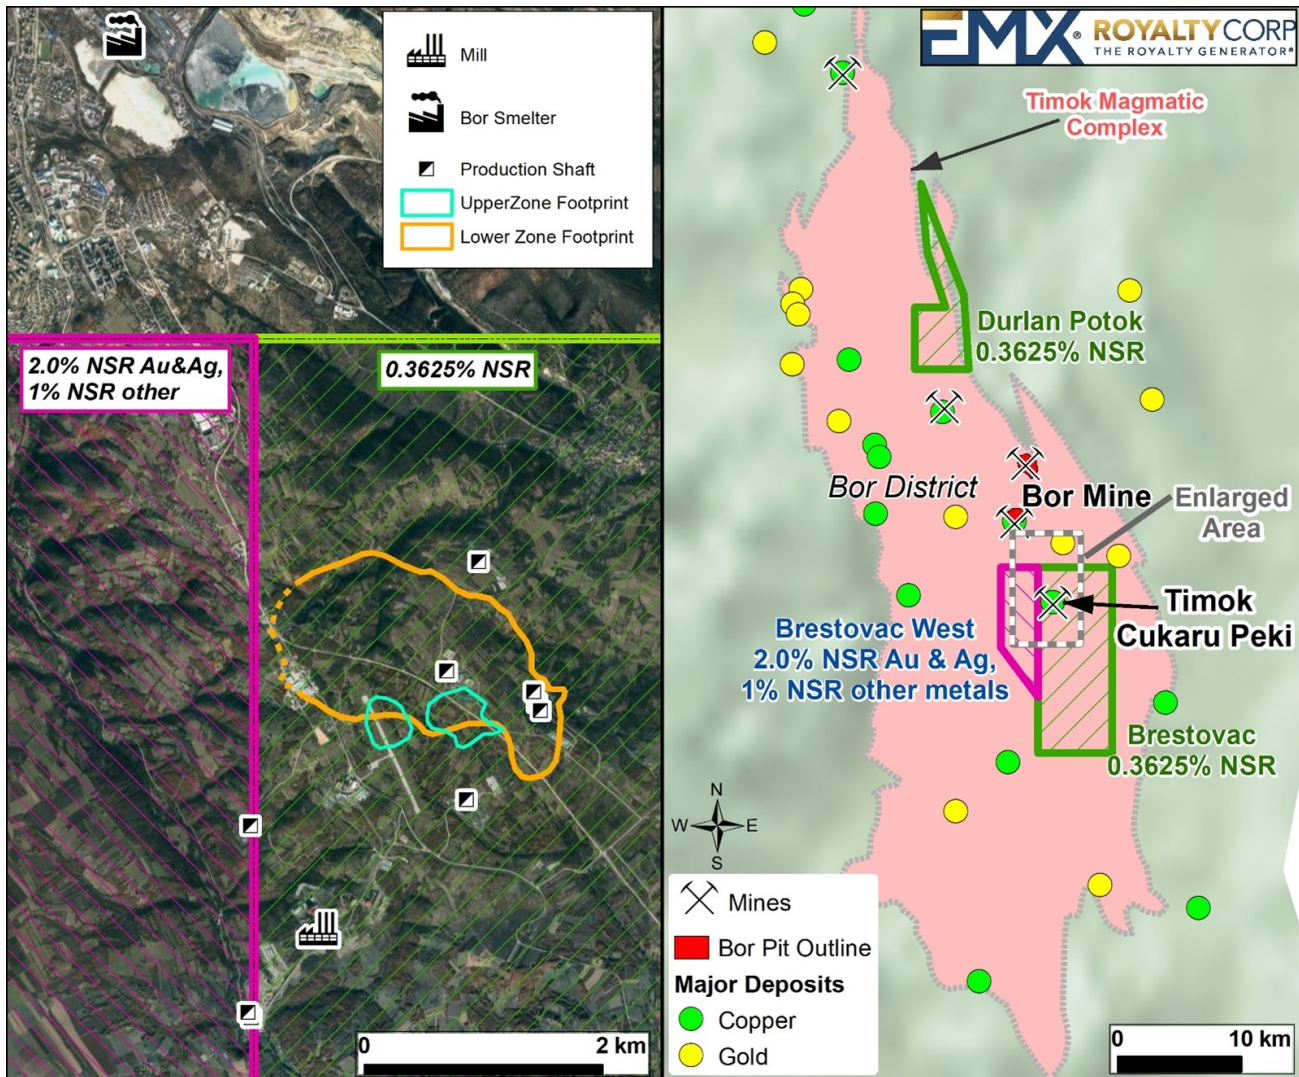 Mill
Bor Smelter
Production Shaft
UpperZone Footprint
Lower Zone Footprint
2.0% NSR Au&Ag,
1% NSR other
0.3625% NSR
0 2 km
EMX® ROYALTYCORP
THE ROYALTY GENERATOR®
Timok Magmatic
Complex
Durlan Potok
0.3625% NSR
Bor District
Bor Mine
Enlarged
Area
Timok
Cukaru Peki
Brestovac West
2.0% NSR Au & Ag,
1% NSR other metals
Brestovac
0.3625% NSR
N
W E
S
Mines
Bor Pit Outline
Major Deposits
Copper
Gold
0 10 km